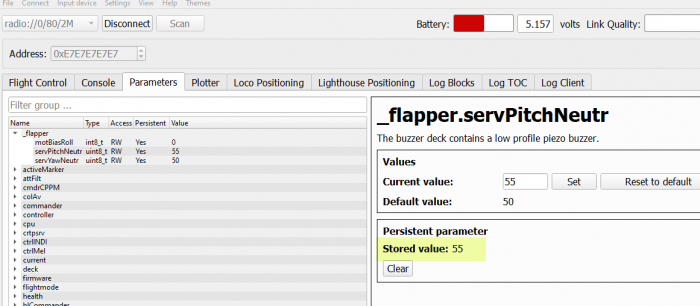 File Connect Input device Settings View Help Themes
radio://0/80/2M Disconnect Scan Battery: 5.157 volts Link Quality:
Address: 0xE7E7E7E7E7
Flight Control Console Parameters Plotter Loco Positioning Lighthouse Positioning Log Blocks Log TOC Log Client
Filter group ...
Name Type Access Persistent Value
_flapper
motBiasRoll int8_t RW Yes 0
servPitchNeutr uint8_t RW Yes 55
servYawNeutr uint8_t RW Yes 50
activeMarker
attFilt
cmdrCPPM
colAv
commander
controller
cpu
crtpsrv
ctrlINDI
ctrlMel
current
deck
firmware
flightmode
health
hlCommander
_flapper.servPitchNeutr
The buzzer deck contains a low profile piezo buzzer.
Values
Current value: 55 Set Reset to default
Default value: 50
Persistent parameter
Stored value: 55
Clear